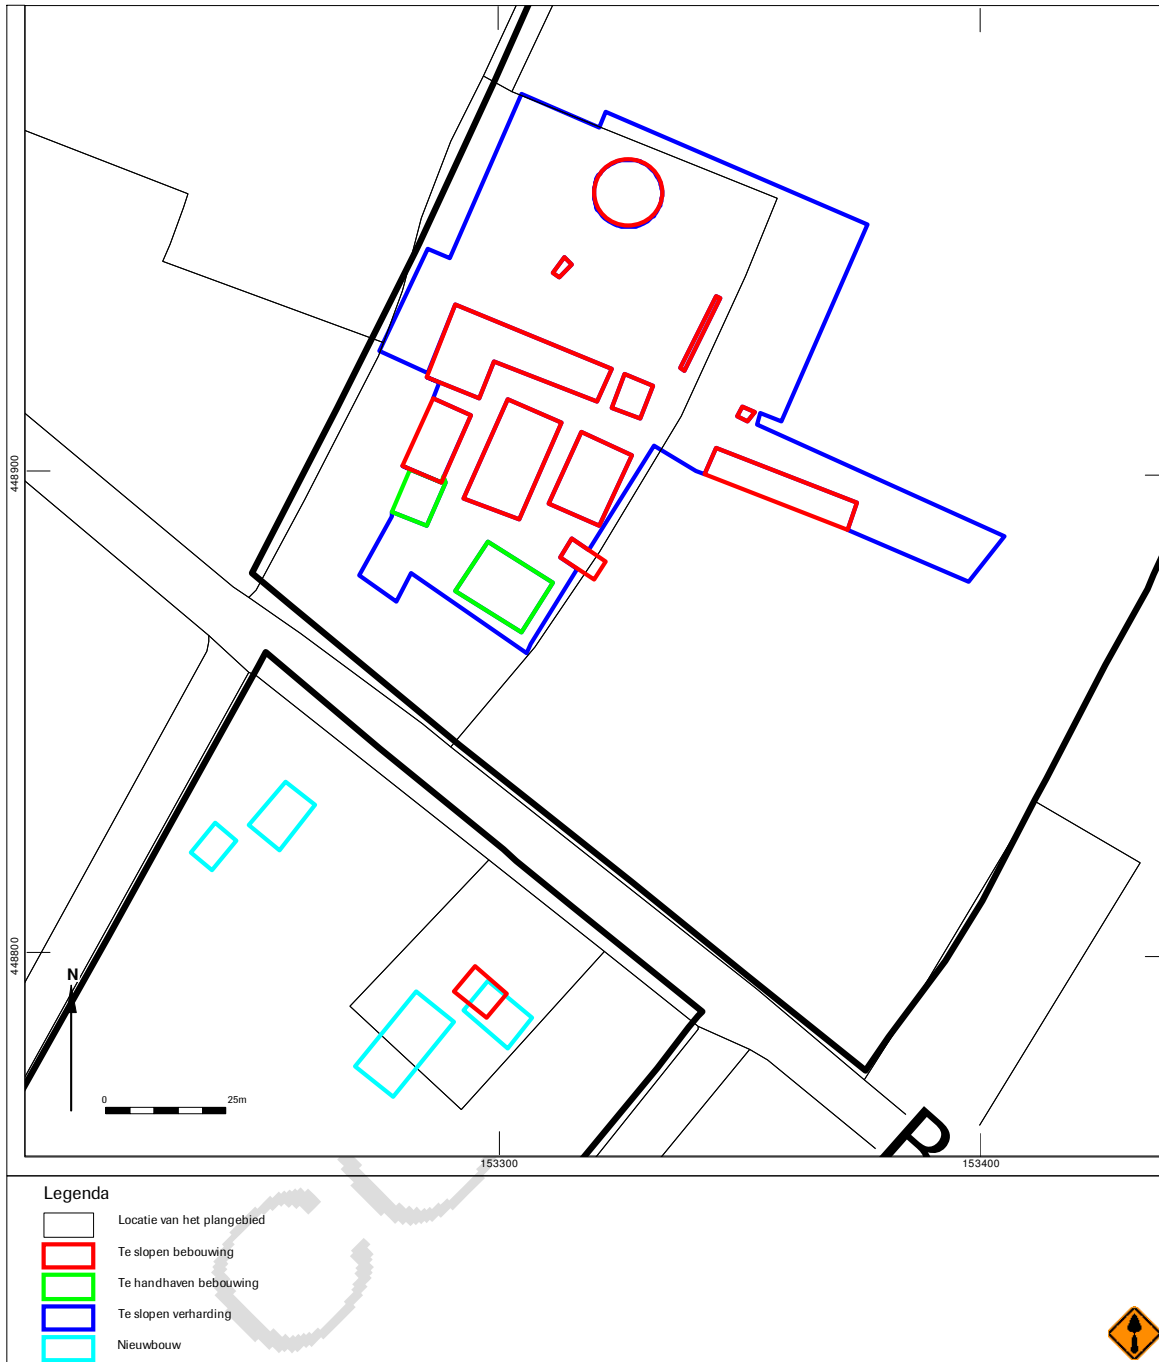 448900
448800
N
0 25m
R
153300 153400
Legenda
Locatie van het plangebied
Te slopen bebouwing
Te handhaven bebouwing
Te slopen verharding
Nieuwbouw